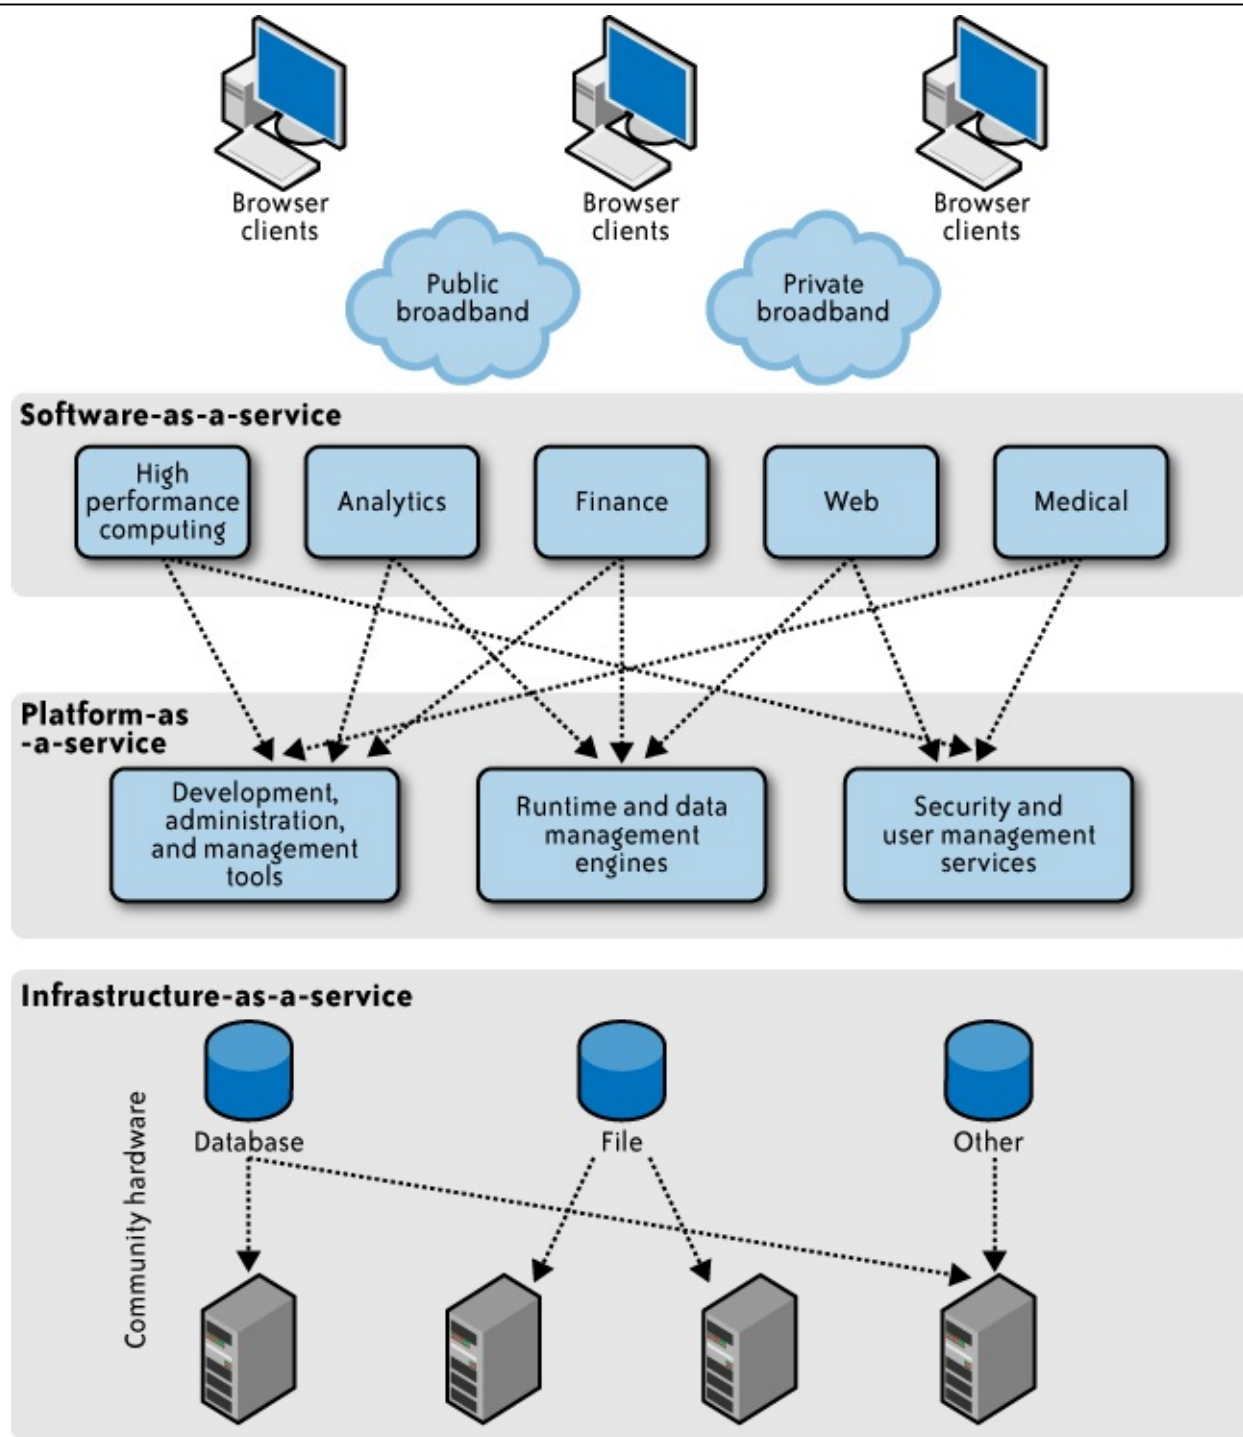 Browser
clients
Browser
clients
Browser
clients
Public
broadband
Private
broadband
Software-as-a-service
High
performance
computing
Analytics
Finance
Web
Medical
Platform-as
-a-service
Development,
administration,
and management
tools
Runtime and data
management
engines
Security and
user management
services
Infrastructure-as-a-service
Community hardware
Database
File
Other